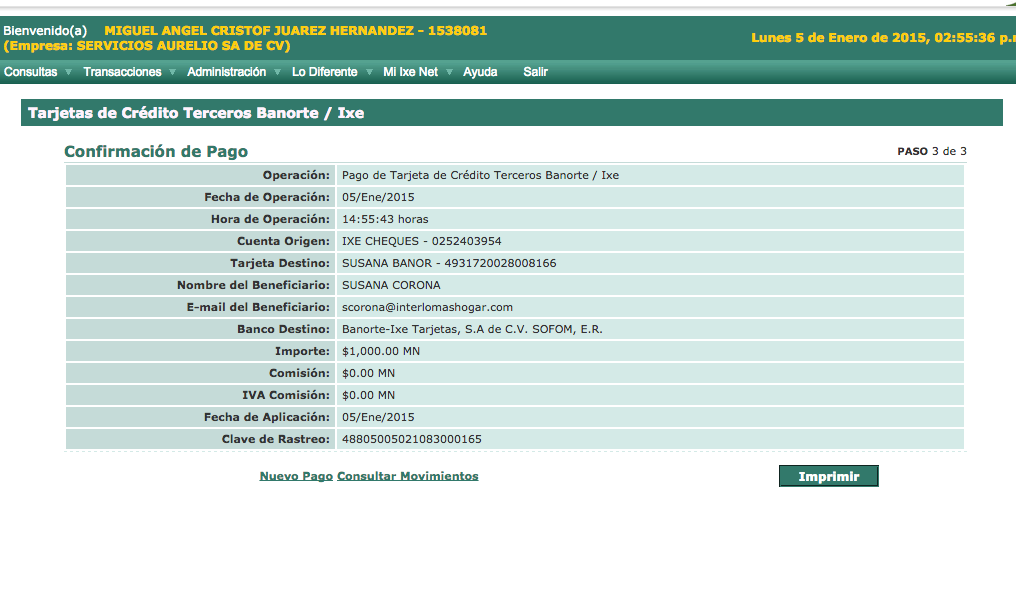 Bienvenido(a) MIGUEL ANGEL CRISTOF JUAREZ HERNANDEZ - 1538081
(Empresa: SERVICIOS AURELIO SA DE CV)
Lunes 5 de Enero de 2015, 02:55:36 p.m
Consultas Transacciones Administración Lo Diferente Mi Ixe Net Ayuda Salir
Tarjetas de Crédito Terceros Banorte / Ixe
Confirmación de Pago PASO 3 de 3
Operación: Pago de Tarjeta de Crédito Terceros Banorte / Ixe
Fecha de Operación: 05/Ene/2015
Hora de Operación: 14:55:43 horas
Cuenta Origen: IXE CHEQUES - 0252403954
Tarjeta Destino: SUSANA BANOR - 4931720028008166
Nombre del Beneficiario: SUSANA CORONA
E-mail del Beneficiario: scorona@interlomashogar.com
Banco Destino: Banorte-Ixe Tarjetas, S.A de C.V. SOFOM, E.R.
Importe: $1,000.00 MN
Comisión: $0.00 MN
IVA Comisión: $0.00 MN
Fecha de Aplicación: 05/Ene/2015
Clave de Rastreo: 48805005021083000165
Nuevo Pago Consultar Movimientos Imprimir